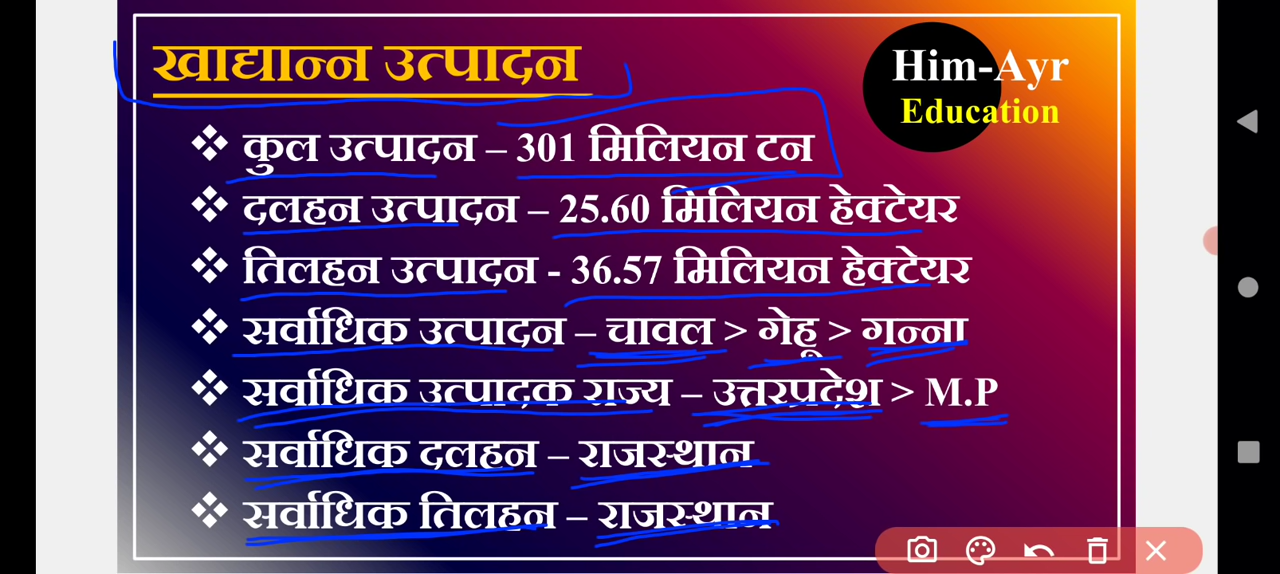 खाद्यान्न उत्पादन
Him-Ayr
Education
❖ कुल उत्पादन – 301 मिलियन टन
❖ दलहन उत्पादन – 25.60 मिलियन हेक्टेयर
❖ तिलहन उत्पादन - 36.57 मिलियन हेक्टेयर
❖ सर्वाधिक उत्पादन – चावल > गेहू > गन्ना
❖ सर्वाधिक उत्पादक राज्य – उत्तरप्रदेश > M.P
❖ सर्वाधिक दलहन – राजस्थान
❖ सर्वाधिक तिलहन – राजस्थान